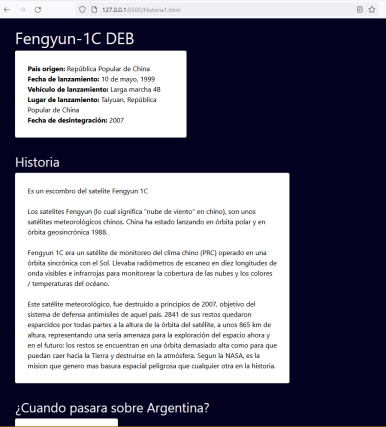 127.0.0.1:5500/Historial1.html
Fengyun-1C DEB
País origen: República Popular de China
Fecha de lanzamiento: 10 de mayo, 1999
Vehículo de lanzamiento: Larga marcha 4B
Lugar de lanzamiento: Taiyuan, República
Popular de China
Fecha de desintegración: 2007
Historia
Es un escombro del satelite Fengyun 1C
Los satelites Fengyun (lo cual significa "nube de viento" en chino), son unos
satélites meteorológicos chinos. China ha estado lanzando en órbita polar y en
órbita geosincrónica 1988.
Fengyun 1C era un satélite de monitoreo del clima chino (PRC) operado en una
órbita sincrónica con el Sol. Llevaba radiómetros de escaneo en diez longitudes de
onda visibles e infrarrojas para monitorear la cobertura de las nubes y los colores
/ temperaturas del océano.
Este satélite meteorológico, fue destruido a principios de 2007, objetivo del
sistema de defensa antimisiles de aquel país. 2841 de sus restos quedaron
esparcidos por todas partes a la altura de la órbita del satélite, a unos 865 km de
altura, representando una seria amenaza para la exploración del espacio ahora y
en el futuro: los restos se encuentran en una órbita demasiado alta como para que
puedan caer hacia la Tierra y destruirse en la atmósfera. Segun la NASA, es la
mision que genero mas basura espacial peligrosa que cualquier otra en la historia.
¿Cuando pasara sobre Argentina?